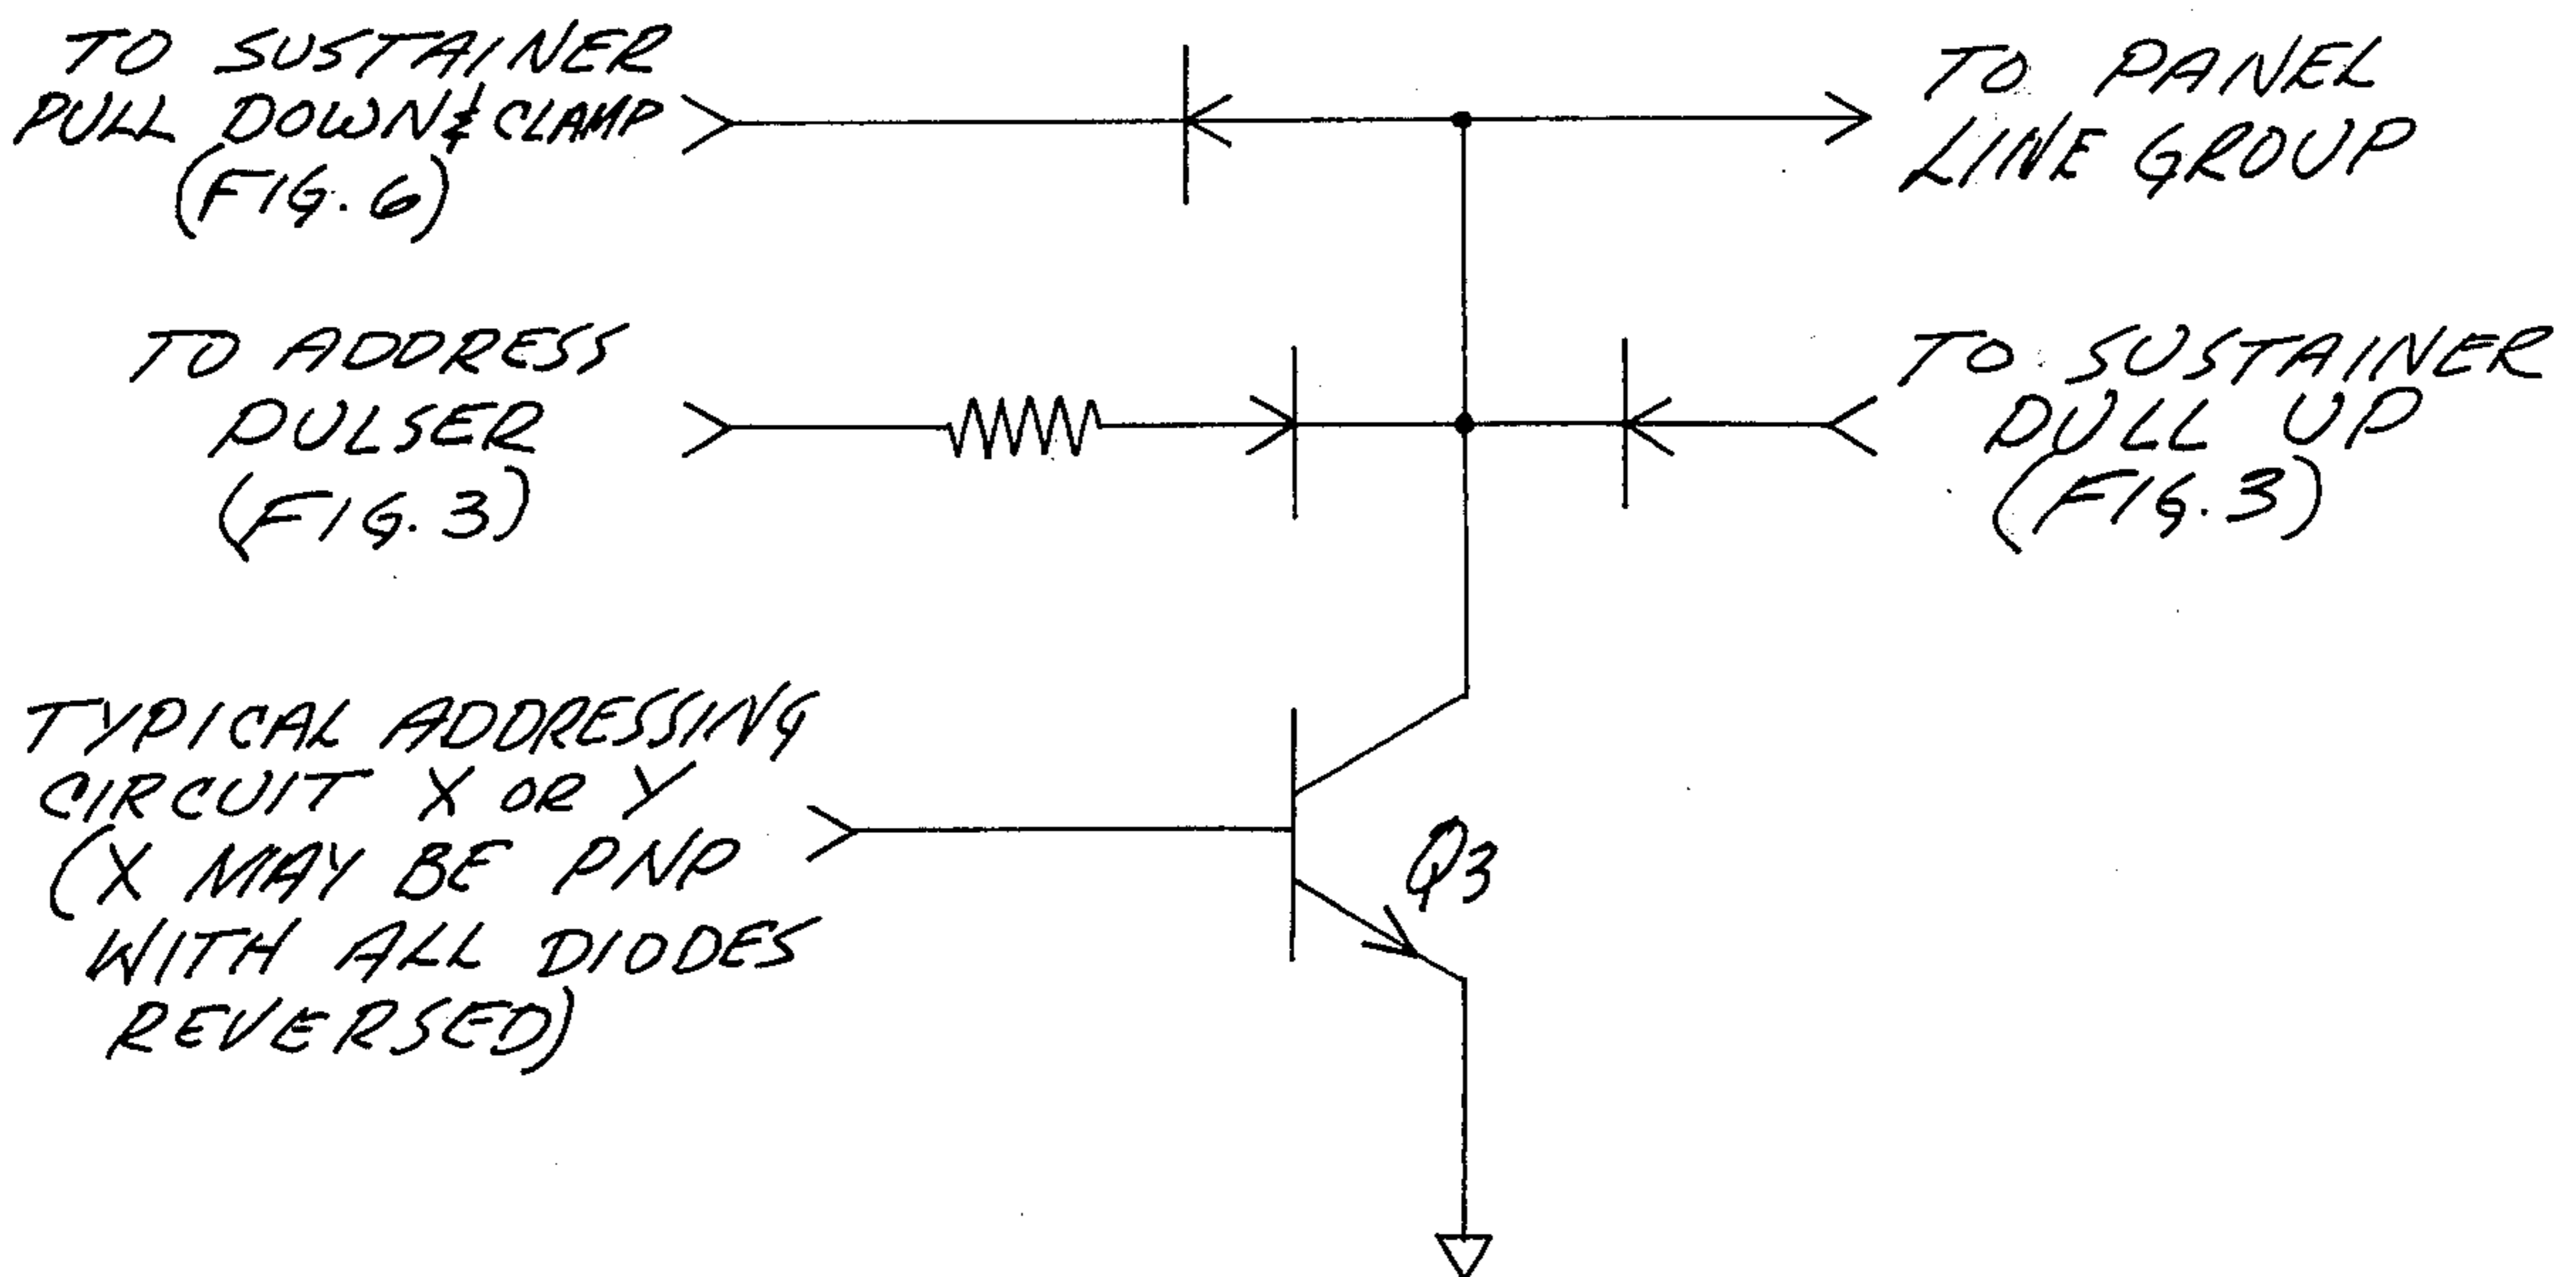 TO SUSTAINER
PULL DOWN & CLAMP
(FIG. 6)
TO PANEL
LINE GROUP
TO ADDRESS
PULSER
(FIG. 3)
TO SUSTAINER
PULL UP
(FIG. 3)
TYPICAL ADDRESSING
CIRCUIT X OR Y
(X MAY BE PNP
WITH ALL DIODES
REVERSED)
Q3